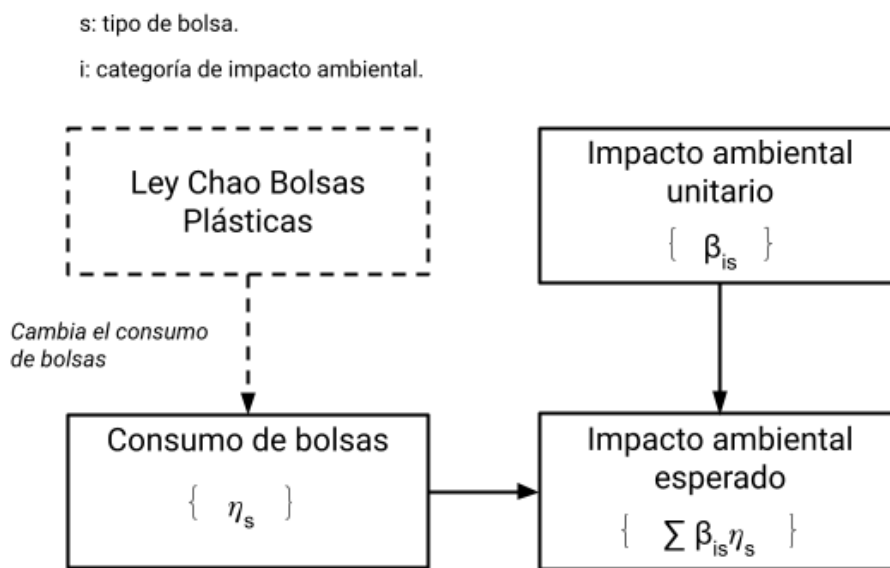 s: tipo de bolsa.
i: categoría de impacto ambiental.
Ley Chao Bolsas
Plásticas
Impacto ambiental
unitario
{ βis }
Cambia el consumo
de bolsas
Consumo de bolsas
{ ηs }
Impacto ambiental
esperado
{ ∑ βisηs }